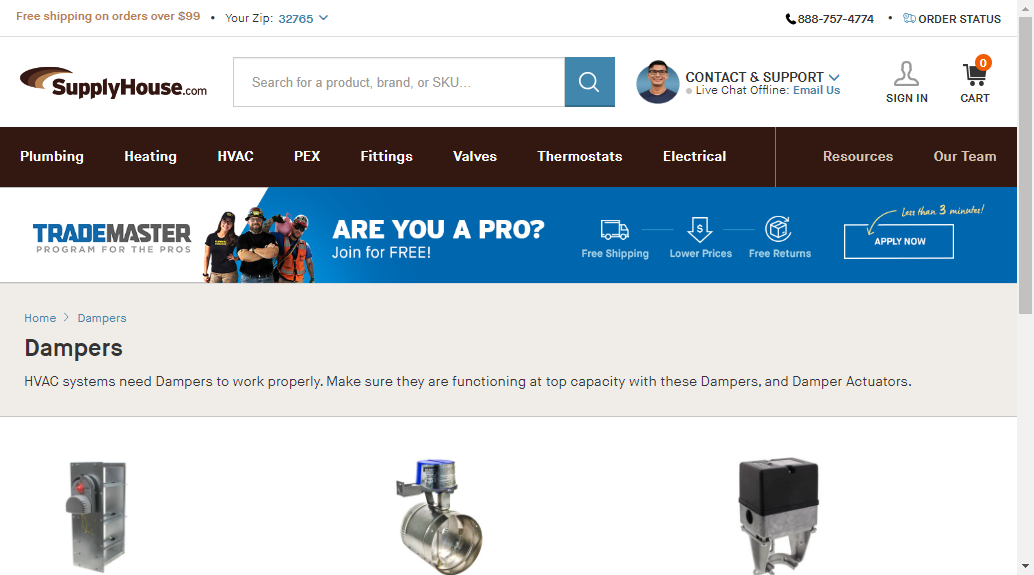 Free shipping on orders over $99 • Your Zip: 32765
888-757-4774 • ORDER STATUS
SupplyHouse.com
Search for a product, brand, or SKU...
CONTACT & SUPPORT
Live Chat Offline: Email Us
SIGN IN
0
CART
Plumbing Heating HVAC PEX Fittings Valves Thermostats Electrical Resources Our Team
TRADEMASTER
PROGRAM FOR THE PROS
ARE YOU A PRO?
Join for FREE!
Free Shipping
$
Lower Prices
Free Returns
Less than 3 minutes!
APPLY NOW
Home > Dampers
Dampers
HVAC systems need Dampers to work properly. Make sure they are functioning at top capacity with these Dampers, and Damper Actuators.